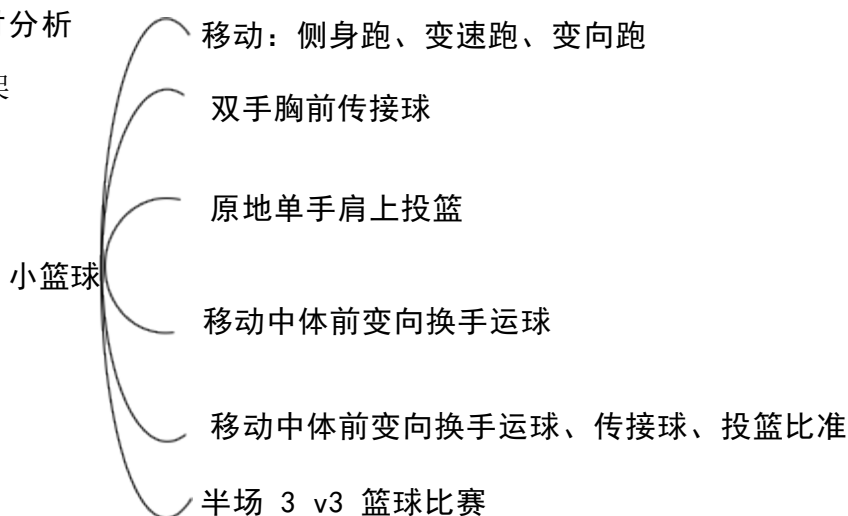 分析
移动：侧身跑、变速跑、变向跑
双手胸前传接球
原地单手肩上投篮
小篮球
移动中体前变向换手运球
移动中体前变向换手运球、传接球、投篮比准
半场 3 v3 篮球比赛